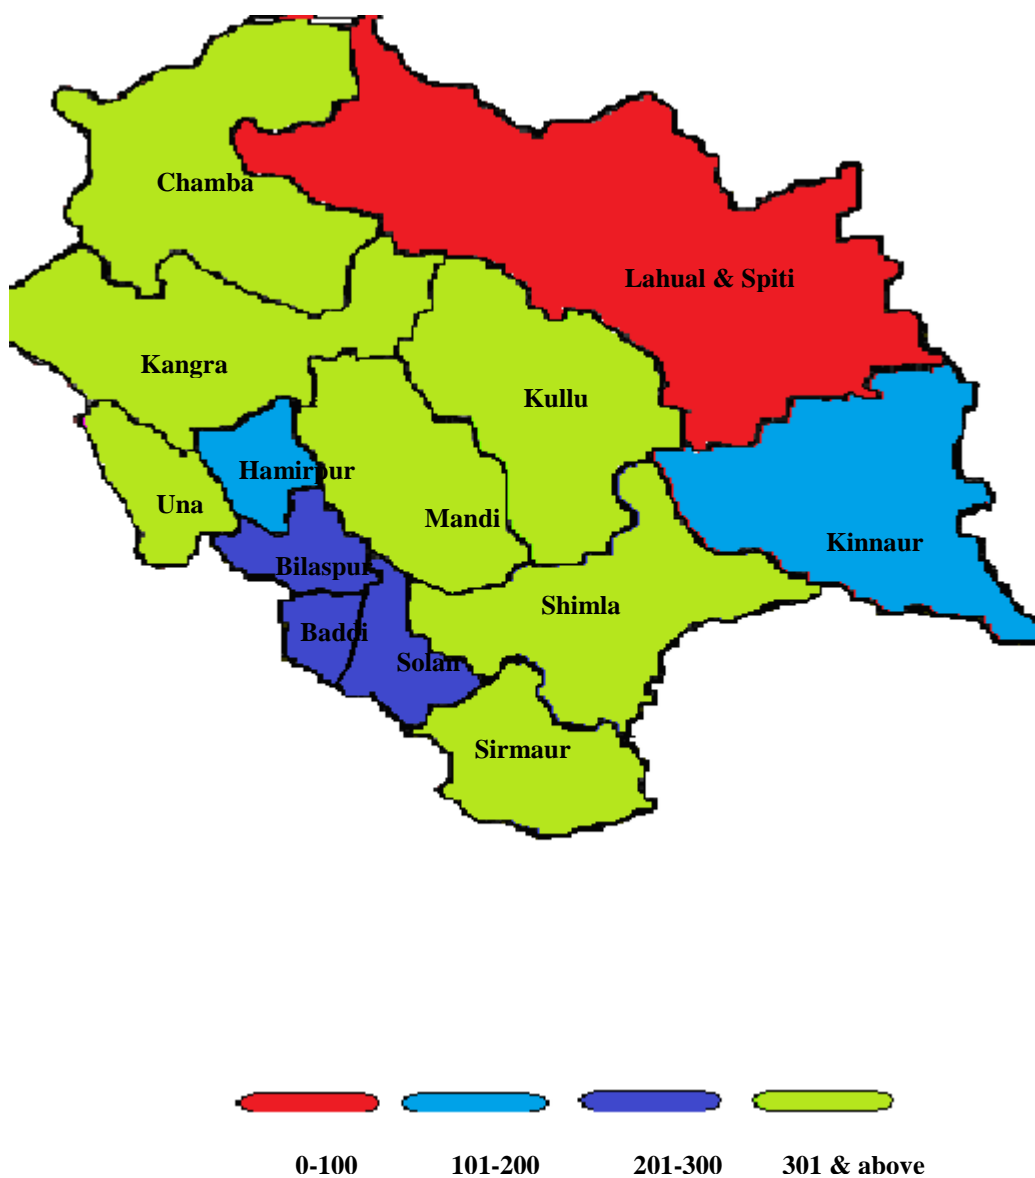 Chamba
Lahual & Spiti
Kangra
Kullu
Hamirpur
Una
Mandi
Kinnaur
Bilaspur
Shimla
Baddi
Solan
Sirmaur
0-100 101-200 201-300 301 & above